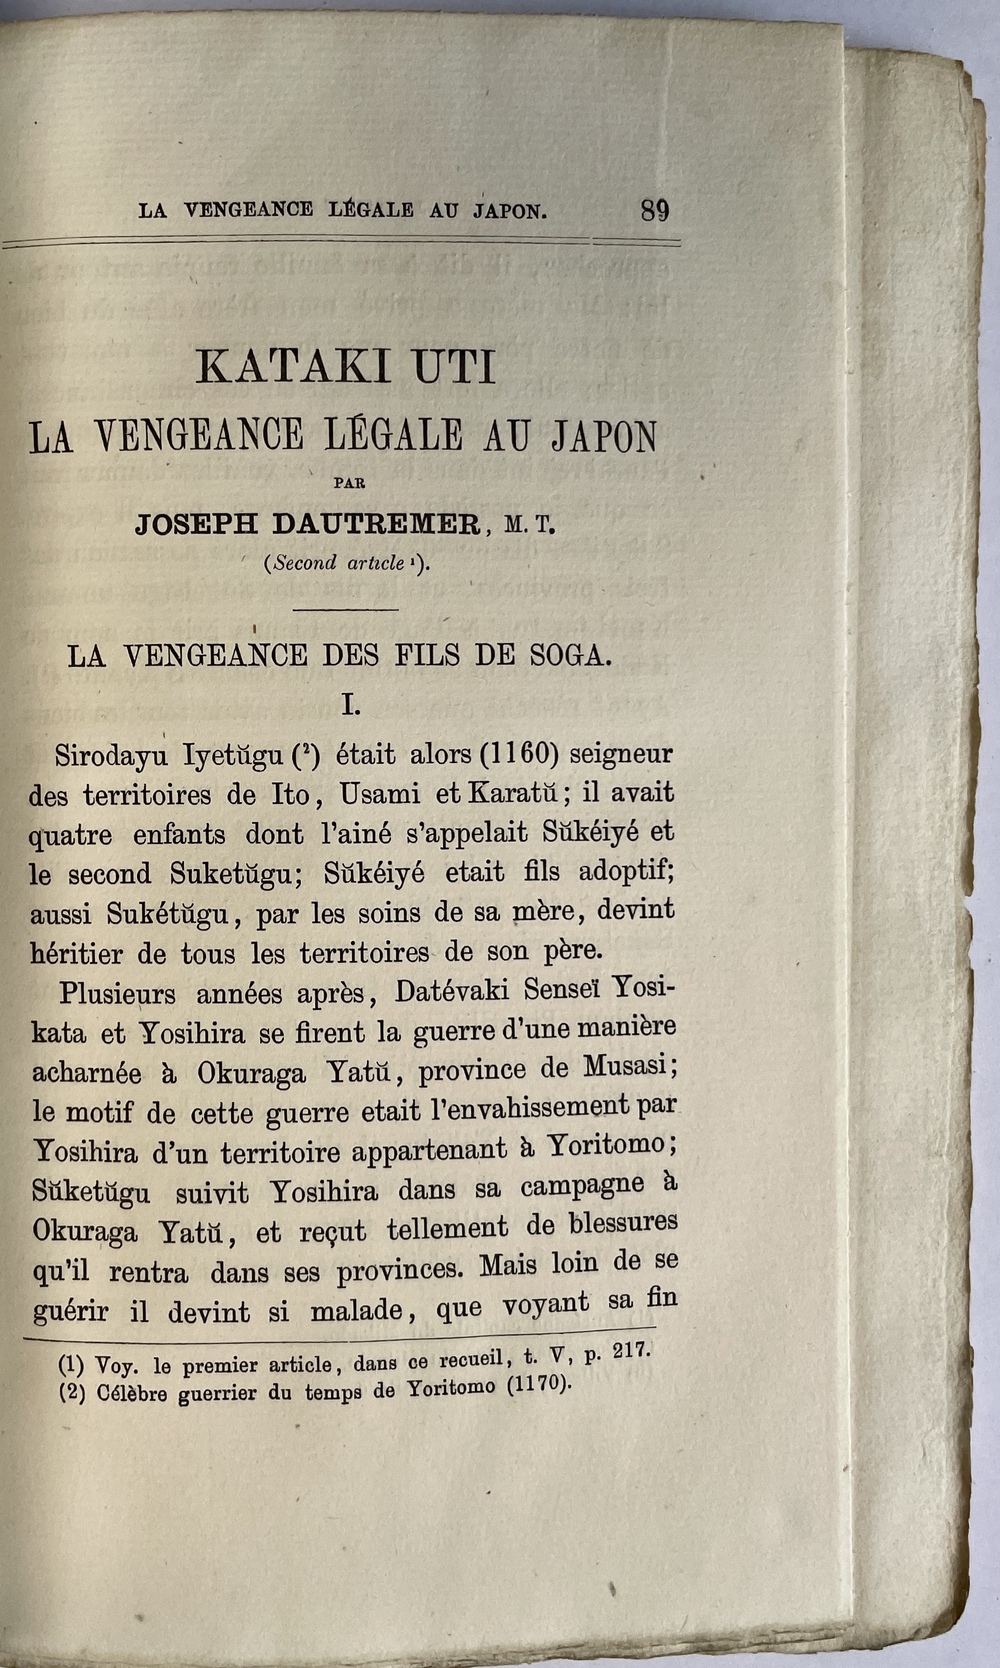 LA VENGEANCE LÉGALE AU JAPON. 89
KATAKI UTI
LA VENGEANCE LÉGALE AU JAPON
PAR
JOSEPH DAUTREMER, M. T.
(Second article ¹).
LA VENGEANCE DES FILS DE SOGA.
I.
Sirodayu Iyetŭgu (²) était alors (1160) seigneur
des territoires de Ito, Usami et Karatŭ; il avait
quatre enfants dont l'ainé s'appelait Sŭkéiyé et
le second Suketŭgu; Sŭkéiyé etait fils adoptif;
aussi Sukétŭgu, par les soins de sa mère, devint
héritier de tous les territoires de son père.
Plusieurs années après, Datévaki Senseï Yosi-
kata et Yosihira se firent la guerre d'une manière
acharnée à Okuraga Yatŭ, province de Musasi;
le motif de cette guerre etait l'envahissement par
Yosihira d'un territoire appartenant à Yoritomo;
Sŭketŭgu suivit Yosihira dans sa campagne à
Okuraga Yatŭ, et reçut tellement de blessures
qu'il rentra dans ses provinces. Mais loin de se
guérir il devint si malade, que voyant sa fin
(1) Voy. le premier article, dans ce recueil, t. V, p. 217.
(2) Célèbre guerrier du temps de Yoritomo (1170).